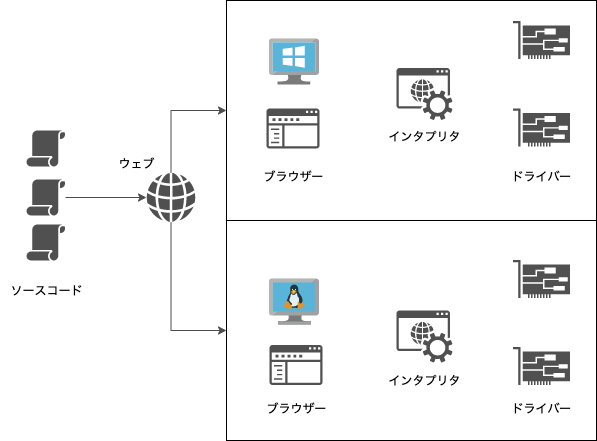 ウェブ
ソースコード
ブラウザー
インタプリタ
ドライバー
ブラウザー
インタプリタ
ドライバー